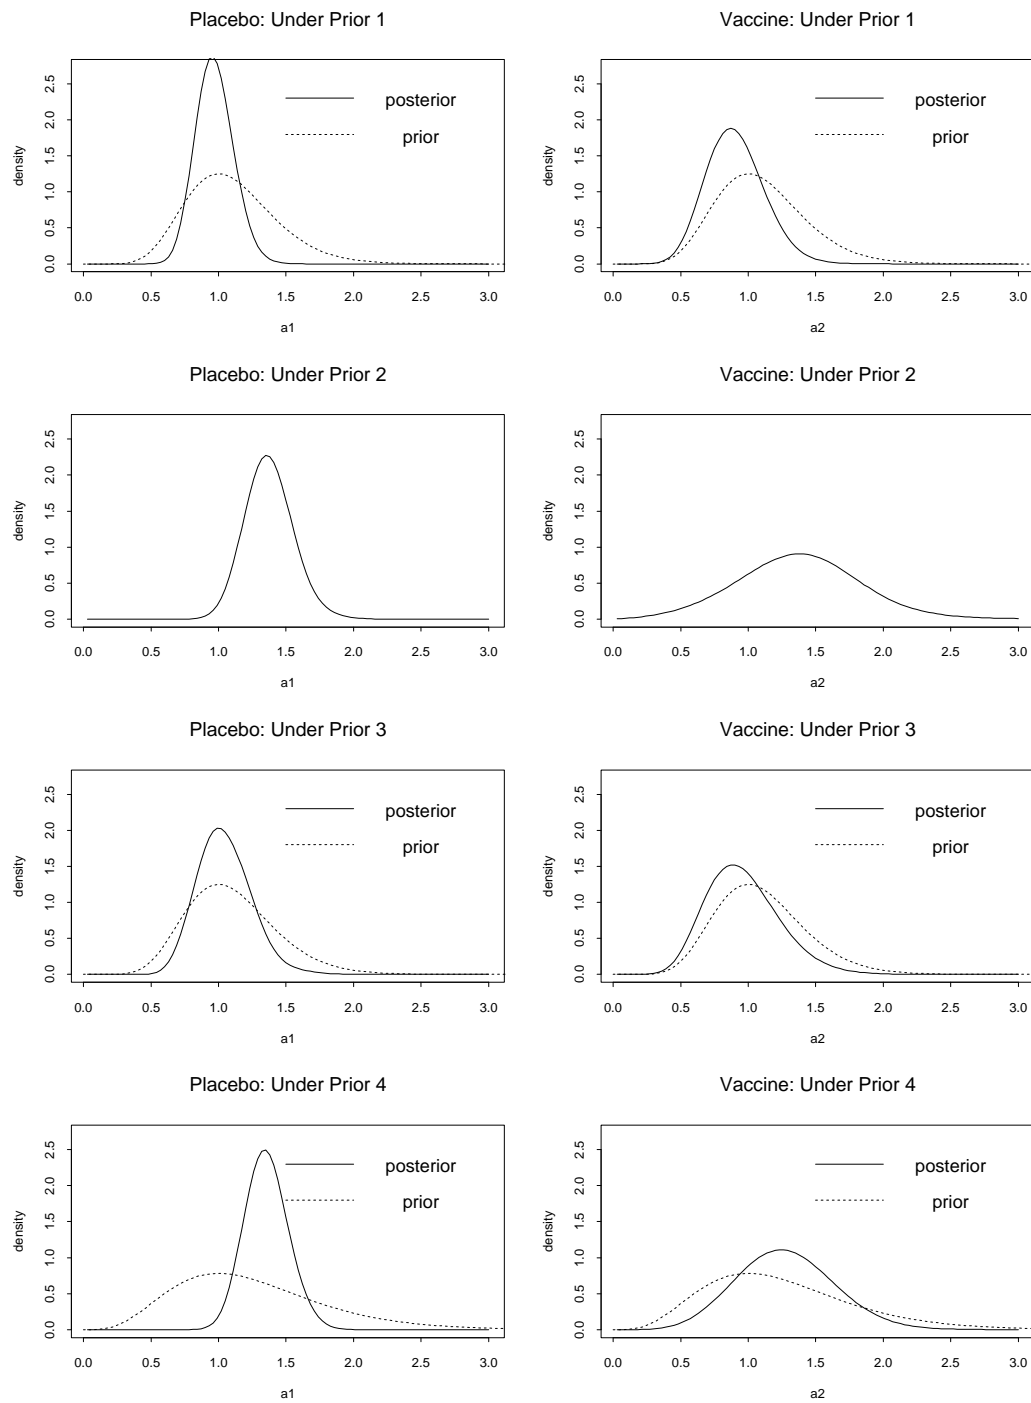 Placebo: Under Prior 1
density
0.0 0.5 1.0 1.5 2.0 2.5
posterior
prior
0.0 0.5 1.0 1.5 2.0 2.5 3.0
a1
Vaccine: Under Prior 1
density
0.0 0.5 1.0 1.5 2.0 2.5
posterior
prior
0.0 0.5 1.0 1.5 2.0 2.5 3.0
a2
Placebo: Under Prior 2
density
0.0 0.5 1.0 1.5 2.0 2.5
0.0 0.5 1.0 1.5 2.0 2.5 3.0
a1
Vaccine: Under Prior 2
density
0.0 0.5 1.0 1.5 2.0 2.5
0.0 0.5 1.0 1.5 2.0 2.5 3.0
a2
Placebo: Under Prior 3
density
0.0 0.5 1.0 1.5 2.0 2.5
posterior
prior
0.0 0.5 1.0 1.5 2.0 2.5 3.0
a1
Vaccine: Under Prior 3
density
0.0 0.5 1.0 1.5 2.0 2.5
posterior
prior
0.0 0.5 1.0 1.5 2.0 2.5 3.0
a2
Placebo: Under Prior 4
density
0.0 0.5 1.0 1.5 2.0 2.5
posterior
prior
0.0 0.5 1.0 1.5 2.0 2.5 3.0
a1
Vaccine: Under Prior 4
density
0.0 0.5 1.0 1.5 2.0 2.5
posterior
prior
0.0 0.5 1.0 1.5 2.0 2.5 3.0
a2